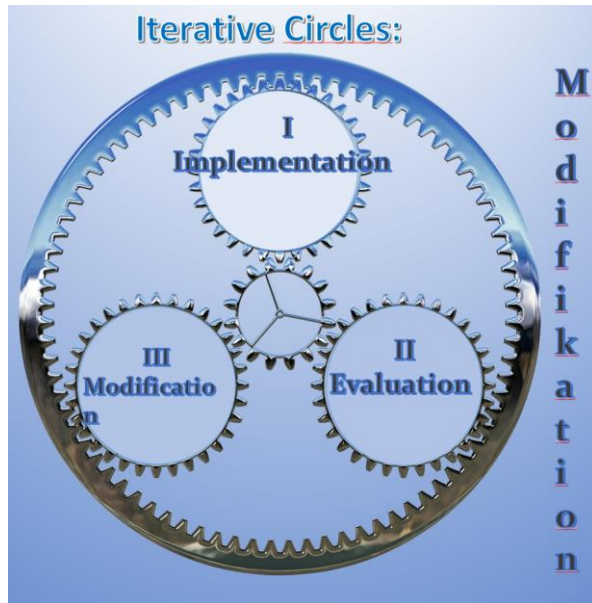 Iterative Circles:
I
Implementation
II
Evaluation
III
Modificatio
n
M
o
d
i
f
i
k
a
t
i
o
n